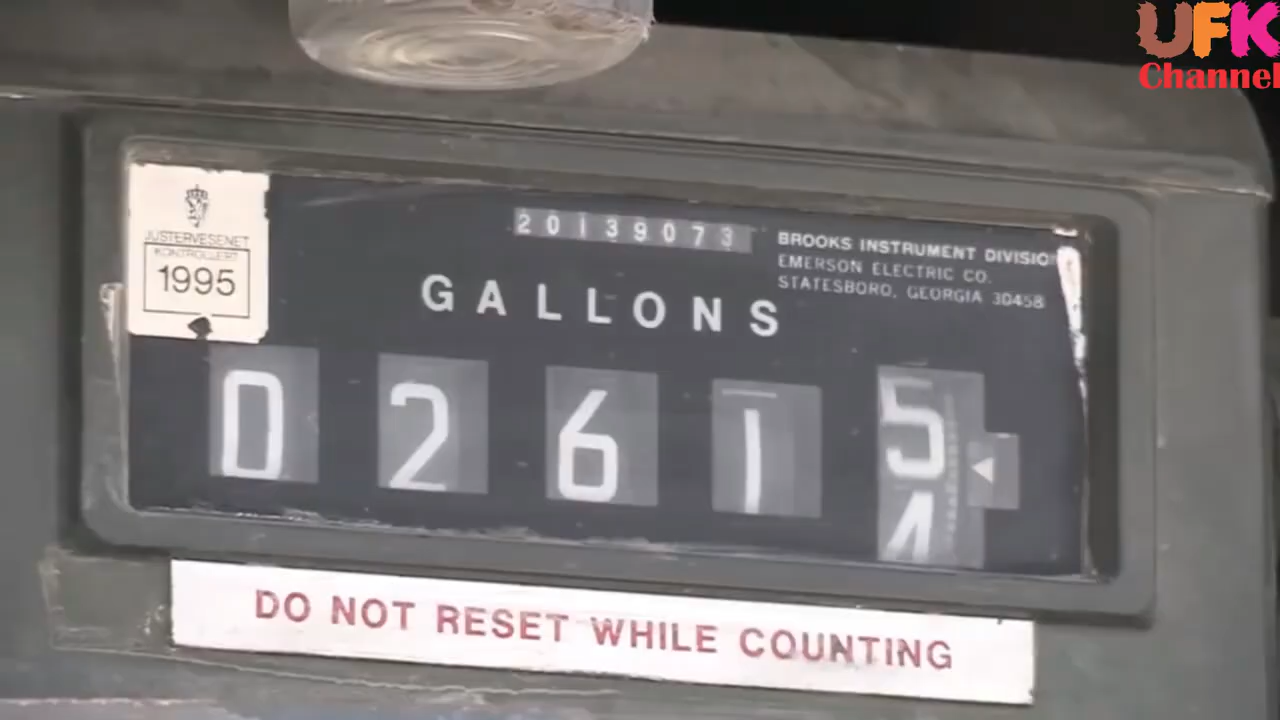 UFK
Channel
JUSTERVESENET
KONTROLLERT
1995
20139073
BROOKS INSTRUMENT DIVISION
EMERSON ELECTRIC CO.
STATESBORO, GEORGIA 30458
GALLONS
0 2 6 1 5
4
DO NOT RESET WHILE COUNTING